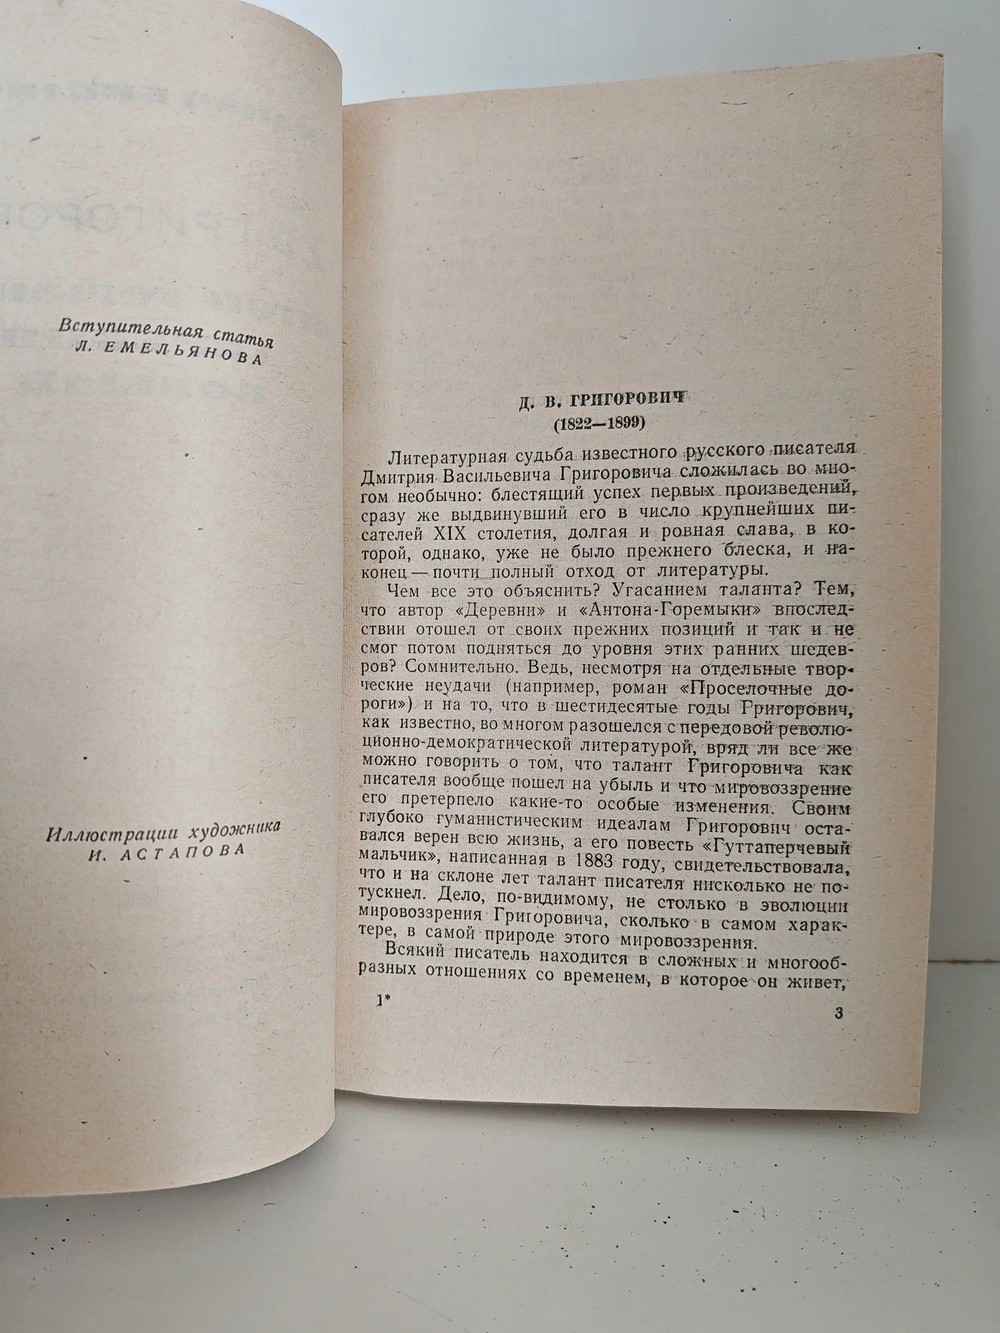 Вступительная статья
Л. ЕМЕЛЬЯНОВА
Иллюстрации художника
И. АСТАПОВА
Д. В. ГРИГОРОВИЧ
(1822—1899)
Литературная судьба известного русского писателя
Дмитрия Васильевича Григоровича сложилась во мно-
гом необычно: блестящий успех первых произведений,
сразу же выдвинувший его в число крупнейших пи-
сателей XIX столетия, долгая и ровная слава, в ко-
торой, однако, уже не было прежнего блеска, и на-
конец — почти полный отход от литературы.
Чем все это объяснить? Угасанием таланта? Тем,
что автор «Деревни» и «Антона-Горемыки» впослед-
ствии отошел от своих прежних позиций и так и не
смог потом подняться до уровня этих ранних шедев-
ров? Сомнительно. Ведь, несмотря на отдельные твор-
ческие неудачи (например, роман «Проселочные до-
роги») и на то, что в шестидесятые годы Григорович,
как известно, во многом разошелся с передовой револю-
ционно-демократической литературой, вряд ли все же
можно говорить о том, что талант Григоровича как
писателя вообще пошел на убыль и что мировоззрение
его претерпело какие-то особые изменения. Своим
глубоко гуманистическим идеалам Григорович оста-
вался верен всю жизнь, а его повесть «Гуттаперчевый
мальчик», написанная в 1883 году, свидетельствовала,
что и на склоне лет талант писателя нисколько не по-
тускнел. Дело, по-видимому, не столько в эволюции
мировоззрения Григоровича, сколько в самом харак-
тере, в самой природе этого мировоззрения.
Всякий писатель находится в сложных и многооб-
разных отношениях со временем, в которое он живет,
1*
3